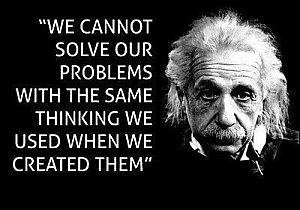 “WE CANNOT
SOLVE OUR
PROBLEMS
WITH THE SAME
THINKING WE
USED WHEN WE
CREATED THEM”